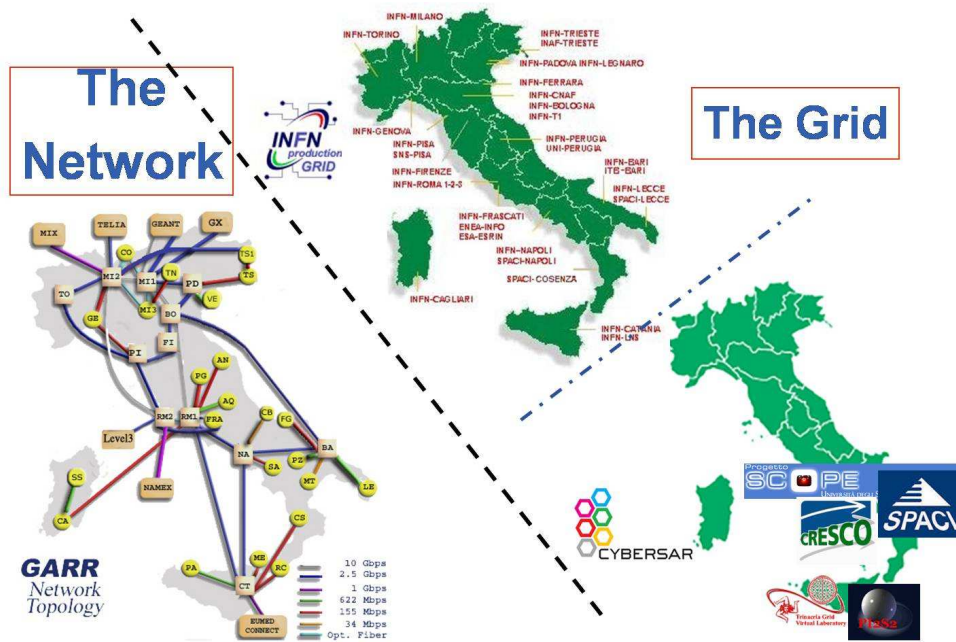 The
Network
INFN
production
GRID
INFN-MILANO
INFN-TORINO
INFN-TRIESTE
INAF-TRIESTE
INFN-PADOVA INFN-LEGNARO
INFN-FERRARA
INFN-CNAF
INFN-BOLOGNA
INFN-T1
INFN-GENOVA
INFN-PISA
SNS-PISA
INFN-PERUGIA
UNI-PERUGIA
INFN-FIRENZE
INFN-ROMA 1-2-3
INFN-BARI
ITB-BARI
INFN-LECCE
SPACI-LECCE
INFN-FRASCATI
ENEA-INFO
ESA-ESRIN
INFN-NAPOLI
SPACI-NAPOLI
SPACI-COSENZA
INFN-CAGLIARI
INFN-CATANIA
INFN-LNS
The Grid
MIX
TELIA
GEANT
GX
CO
TS1
MI2
MI1
TN
TS
PD
TO
MI3
VE
GE
BO
PI
FI
AN
PG
AQ
RM2
RM1
FRA
CB
FG
Level3
NA
BA
SA
PZ
MT
LE
SS
NAMEX
CA
CS
ME
PA
RC
CT
EUMED
CONNECT
GARR
Network
Topology
10 Gbps
2.5 Gbps
1 Gbps
622 Mbps
155 Mbps
34 Mbps
Opt. Fiber
CYBERSAR
Progetto
SCOPE
UNIVERSITÀ DEGLI S
CRESCO
SPACI
Trinacria Grid
Virtual Laboratory
PI2S2